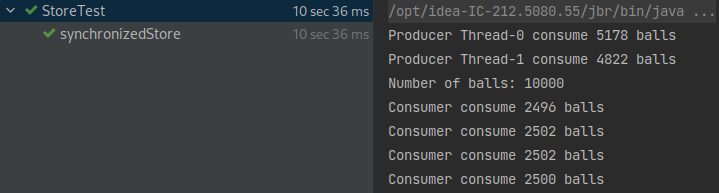 StoreTest 10 sec 36 ms
synchronizedStore 10 sec 36 ms
/opt/idea-IC-212.5080.55/jbr/bin/java ...
Producer Thread-0 consume 5178 balls
Producer Thread-1 consume 4822 balls
Number of balls: 10000
Consumer consume 2496 balls
Consumer consume 2502 balls
Consumer consume 2502 balls
Consumer consume 2500 balls